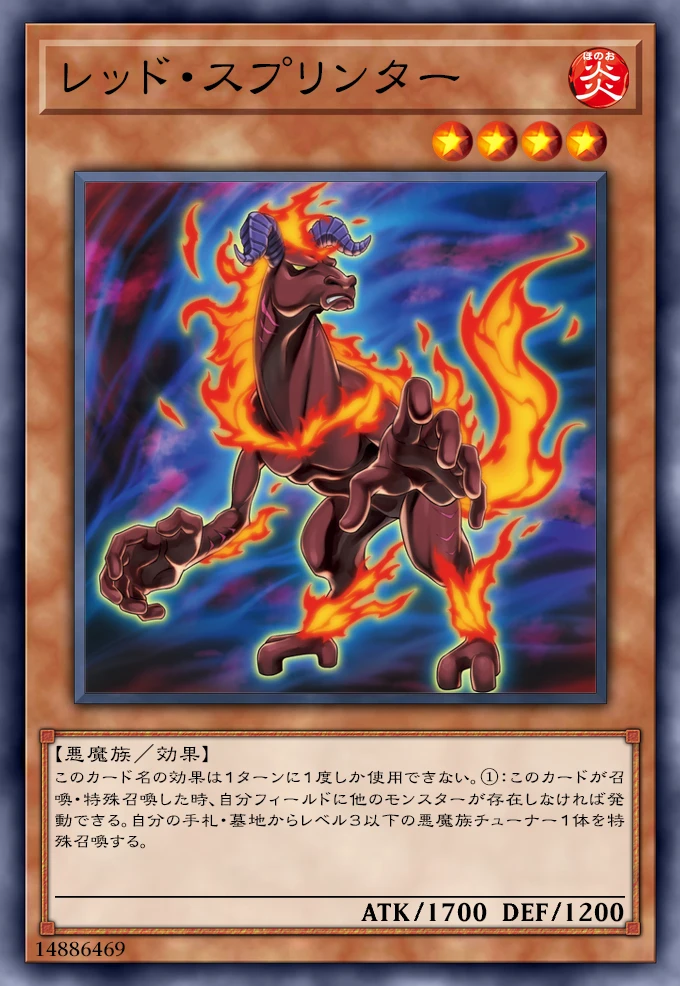 レッド・スプリンター
ほのお
炎
【悪魔族／効果】
このカード名の効果は１ターンに１度しか使用できない。①：このカードが召
喚・特殊召喚した時、自分フィールドに他のモンスターが存在しなければ発
動できる。自分の手札・墓地からレベル３以下の悪魔族チューナー１体を特
殊召喚する。
ATK/1700 DEF/1200
14886469